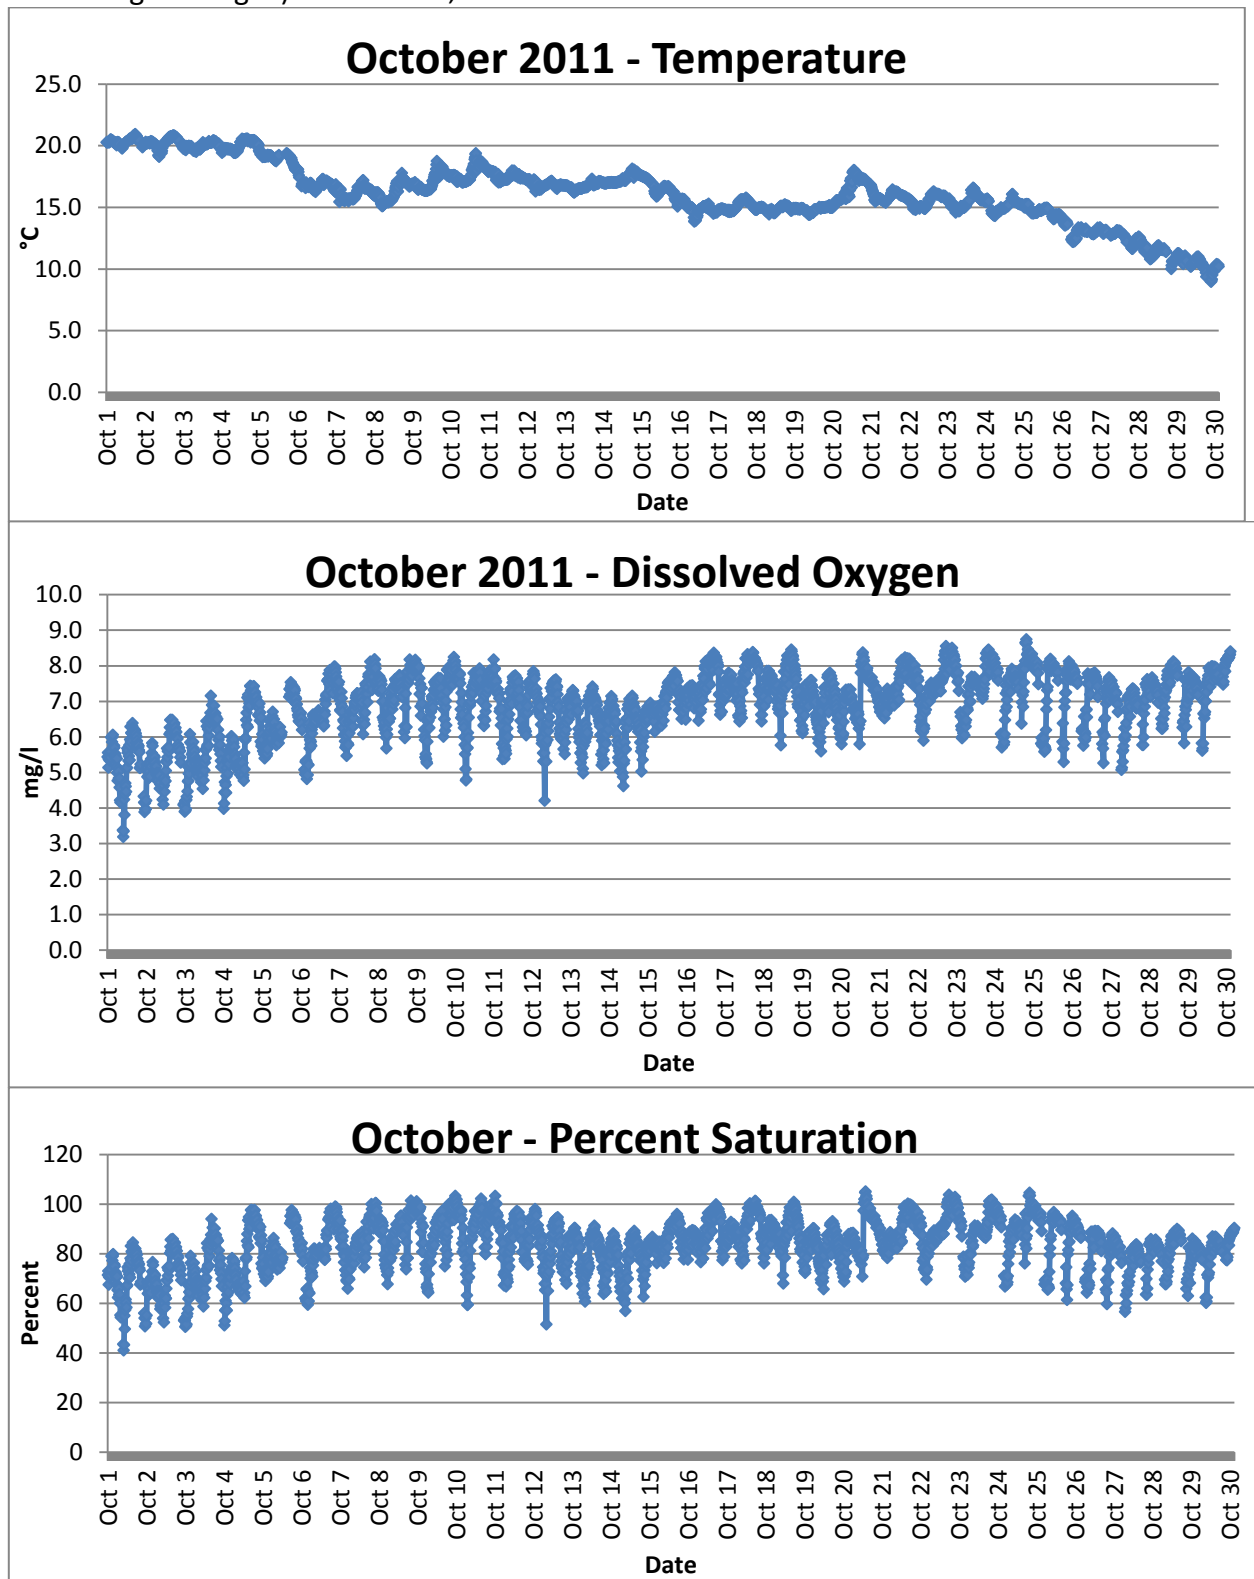 October 2011 - Temperature
25.0
20.0
15.0
10.0
5.0
0.0
°C
Oct 1 Oct 2 Oct 3 Oct 4 Oct 5 Oct 6 Oct 7 Oct 8 Oct 9 Oct 10 Oct 11 Oct 12 Oct 13 Oct 14 Oct 15 Oct 16 Oct 17 Oct 18 Oct 19 Oct 20 Oct 21 Oct 22 Oct 23 Oct 24 Oct 25 Oct 26 Oct 27 Oct 28 Oct 29 Oct 30
Date
October 2011 - Dissolved Oxygen
10.0
9.0
8.0
7.0
6.0
5.0
4.0
3.0
2.0
1.0
0.0
mg/l
Oct 1 Oct 2 Oct 3 Oct 4 Oct 5 Oct 6 Oct 7 Oct 8 Oct 9 Oct 10 Oct 11 Oct 12 Oct 13 Oct 14 Oct 15 Oct 16 Oct 17 Oct 18 Oct 19 Oct 20 Oct 21 Oct 22 Oct 23 Oct 24 Oct 25 Oct 26 Oct 27 Oct 28 Oct 29 Oct 30
Date
October - Percent Saturation
120
100
80
60
40
20
0
Percent
Oct 1 Oct 2 Oct 3 Oct 4 Oct 5 Oct 6 Oct 7 Oct 8 Oct 9 Oct 10 Oct 11 Oct 12 Oct 13 Oct 14 Oct 15 Oct 16 Oct 17 Oct 18 Oct 19 Oct 20 Oct 21 Oct 22 Oct 23 Oct 24 Oct 25 Oct 26 Oct 27 Oct 28 Oct 29 Oct 30
Date